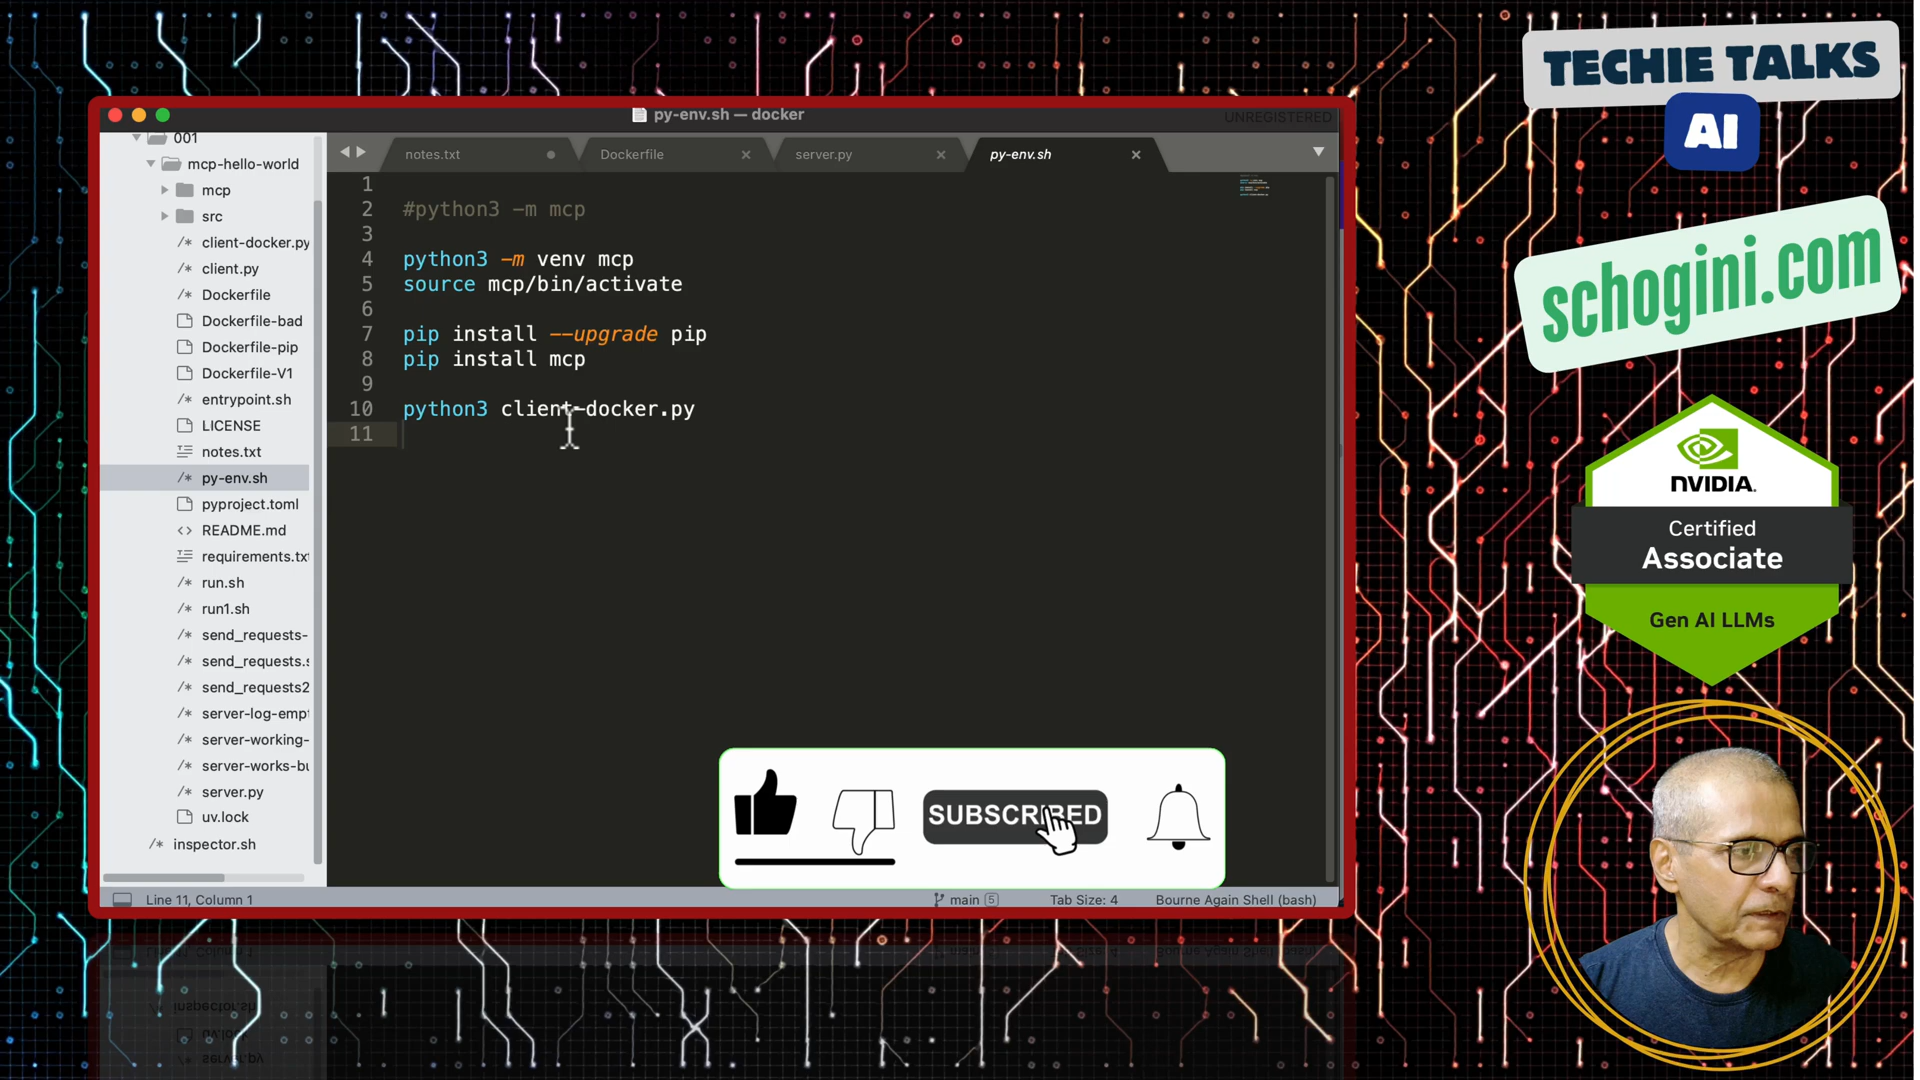 TECHIE TALKS
AI
schogini.com
NVIDIA.
Certified
Associate
Gen AI LLMs
py-env.sh — docker
UNREGISTERED
notes.txt
Dockerfile
server.py
py-env.sh
001
mcp-hello-world
mcp
src
client-docker.py
client.py
Dockerfile
Dockerfile-bad
Dockerfile-pip
Dockerfile-V1
entrypoint.sh
LICENSE
notes.txt
py-env.sh
pyproject.toml
README.md
requirements.txt
run.sh
run1.sh
send_requests-
send_requests.s
send_requests2
server-log-empt
server-working-
server-works-bu
server.py
uv.lock
inspector.sh
1
2 #python3 -m mcp
3
4 python3 -m venv mcp
5 source mcp/bin/activate
6
7 pip install --upgrade pip
8 pip install mcp
9
10 python3 client-docker.py
11
SUBSCRIBED
Line 11, Column 1
main 5
Tab Size: 4
Bourne Again Shell (bash)